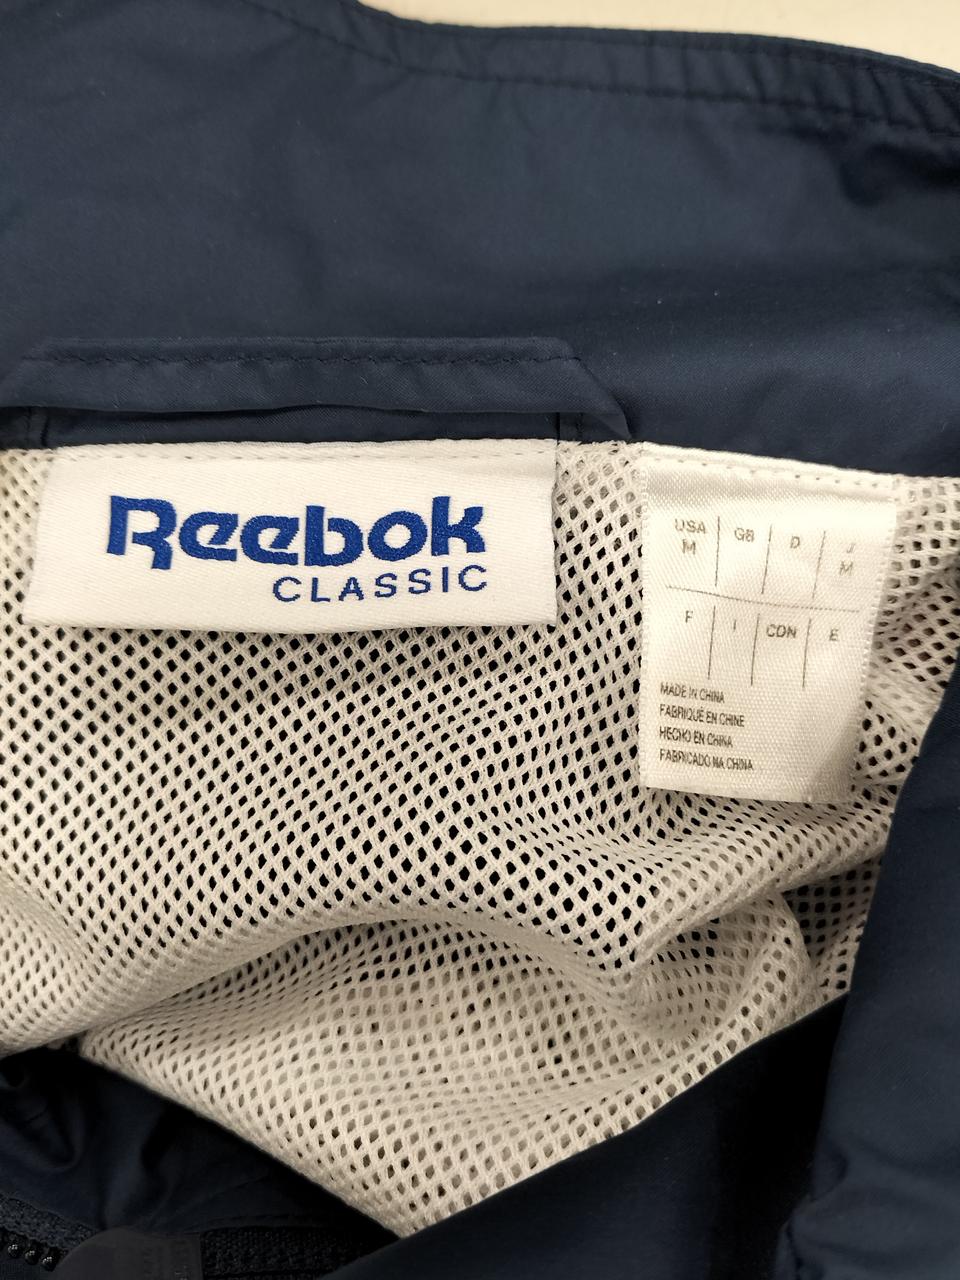 Reebok
CLASSIC
USA GB D J
M M
F I CDN E
MADE IN CHINA
FABRIQUÉ EN CHINE
HECHO EN CHINA
FABRICADO NA CHINA